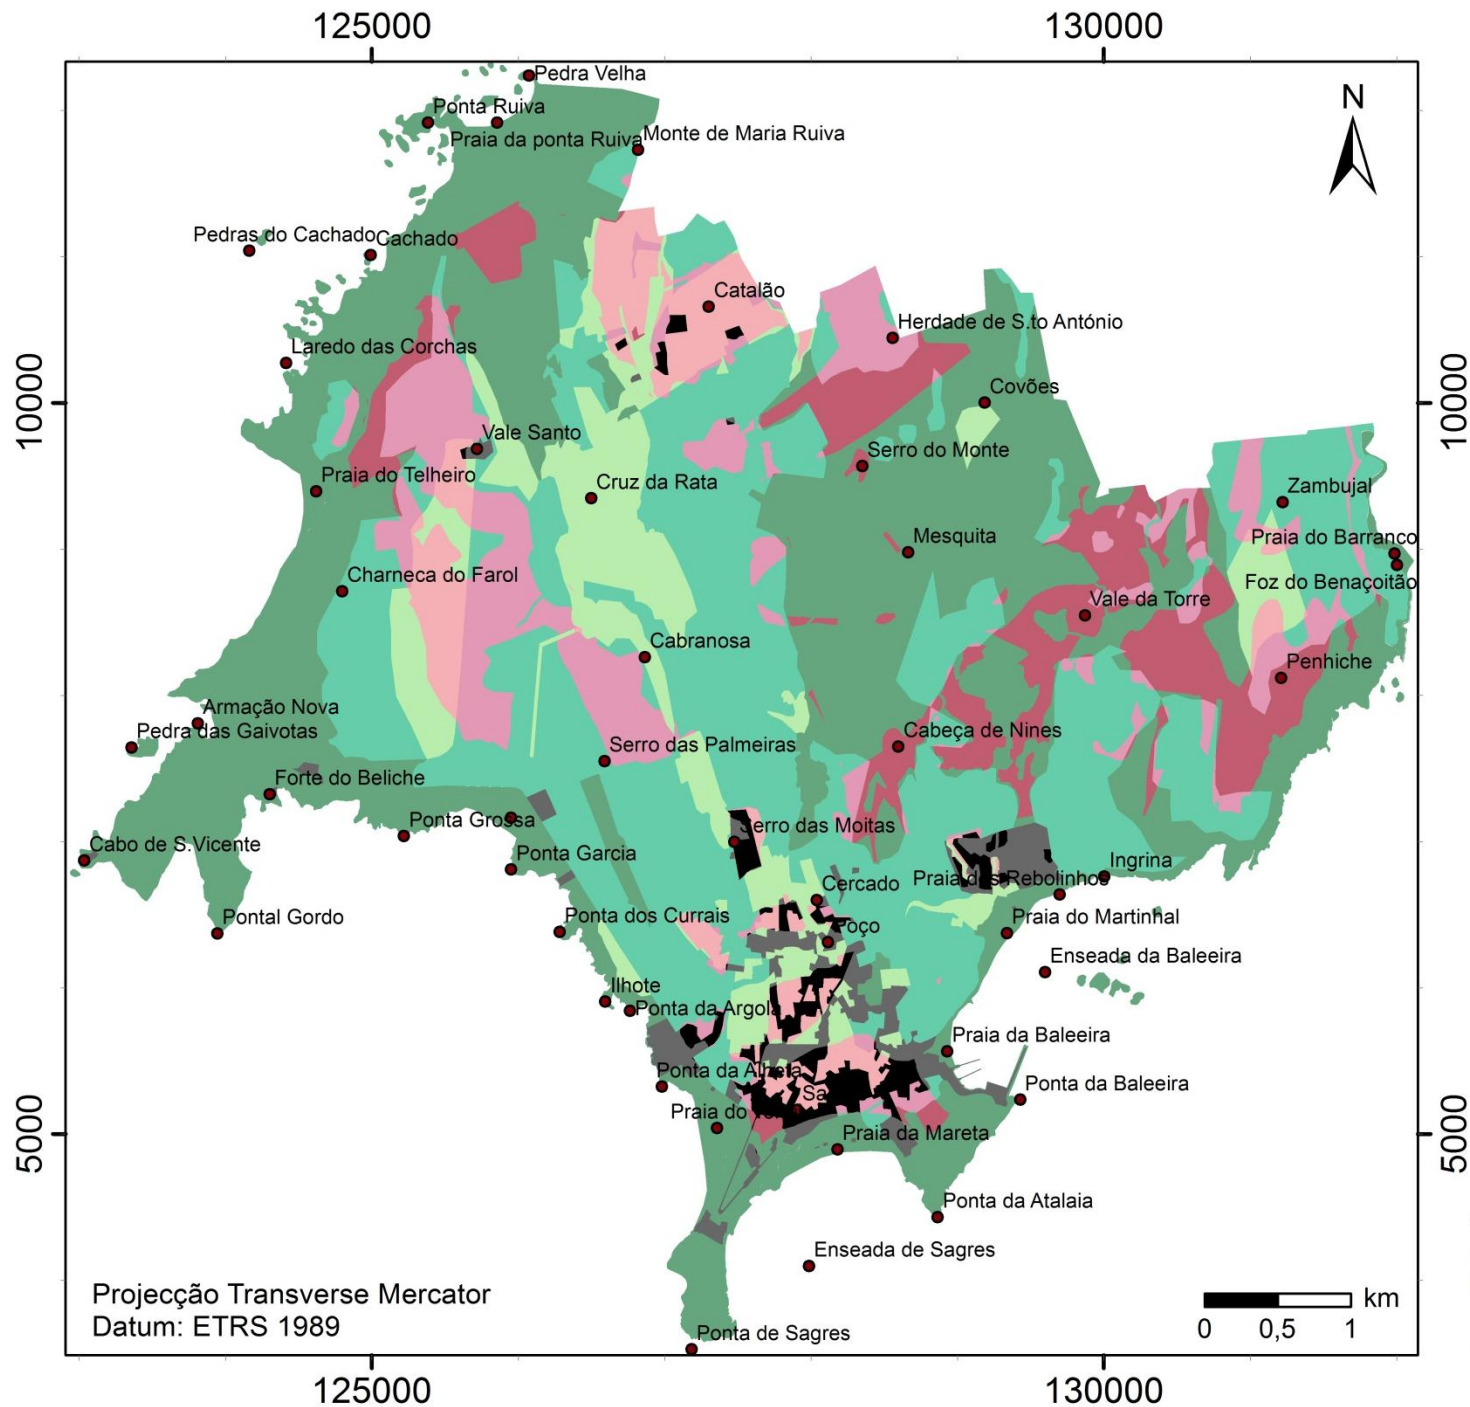 125000
130000
Pedra Velha
Ponta Ruiva
Praia da ponta Ruiva
Monte de Maria Ruiva
N
Pedras do Cachado
Cachado
Catalão
Herdade de S.to António
Laredo das Corchas
Covões
10000
10000
Vale Santo
Serro do Monte
Praia do Telheiro
Cruz da Rata
Zambujal
Mesquita
Praia do Barranco
Charneca do Farol
Foz do Benaçoitão
Vale da Torre
Cabranosa
Penhiche
Armação Nova
Pedra das Gaivotas
Serro das Palmeiras
Cabeça de Nines
Forte do Beliche
Ponta Grossa
Serro das Moitas
Cabo de S.Vicente
Ponta Garcia
Ingrina
Praia dos Rebolinhos
Cercado
Pontal Gordo
Ponta dos Currais
Poço
Praia do Martinhal
Enseada da Baleeira
Ilhote
Ponta da Argola
Praia da Baleeira
Ponta da Alheta
Ponta da Baleeira
Sa
Praia do
Praia da Mareta
5000
5000
Ponta da Atalaia
Enseada de Sagres
Projecção Transverse Mercator
Datum: ETRS 1989
km
0 0,5 1
Ponta de Sagres
125000
130000